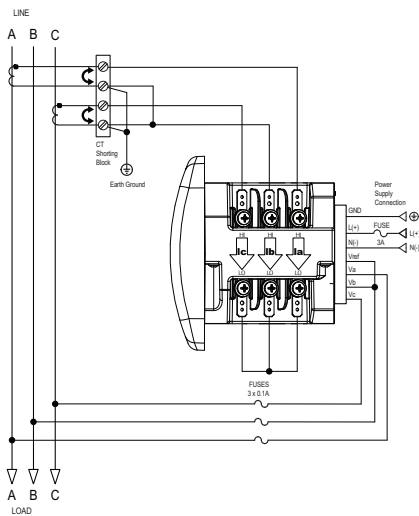 LINE
A B C
CT
Shorting
Block
Earth Ground
Power
Supply
Connection
GND
L(+)
FUSE
L(+)
N(-)
3A
N(-)
Vref
Va
Vb
Vc
HI HI HI
Ic Ib Ia
LO LO LO
FUSES
3 x 0.1A
A B C
LOAD